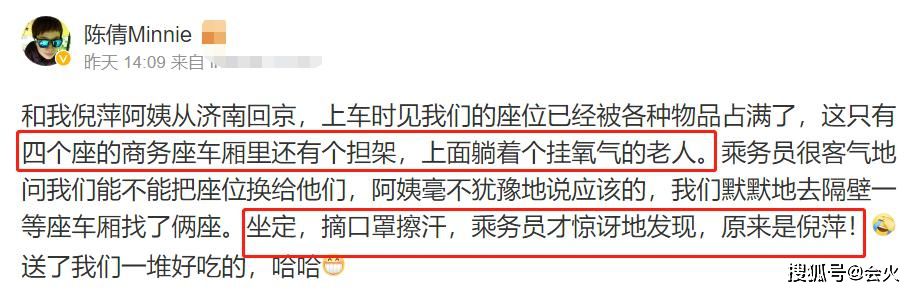 陈倩Minnie
昨天 14:09 来自
和我倪萍阿姨从济南回京，上车时见我们的座位已经被各种物品占满了，这只有
四个座的商务座车厢里还有个担架，上面躺着个挂氧气的老人。乘务员很客气地
问我们能不能把座位换给他们，阿姨毫不犹豫地说应该的，我们默默地去隔壁一
等座车厢找了俩座。坐定，摘口罩擦汗，乘务员才惊讶地发现，原来是倪萍！
送了我们一堆好吃的，哈哈
搜狐号@会火